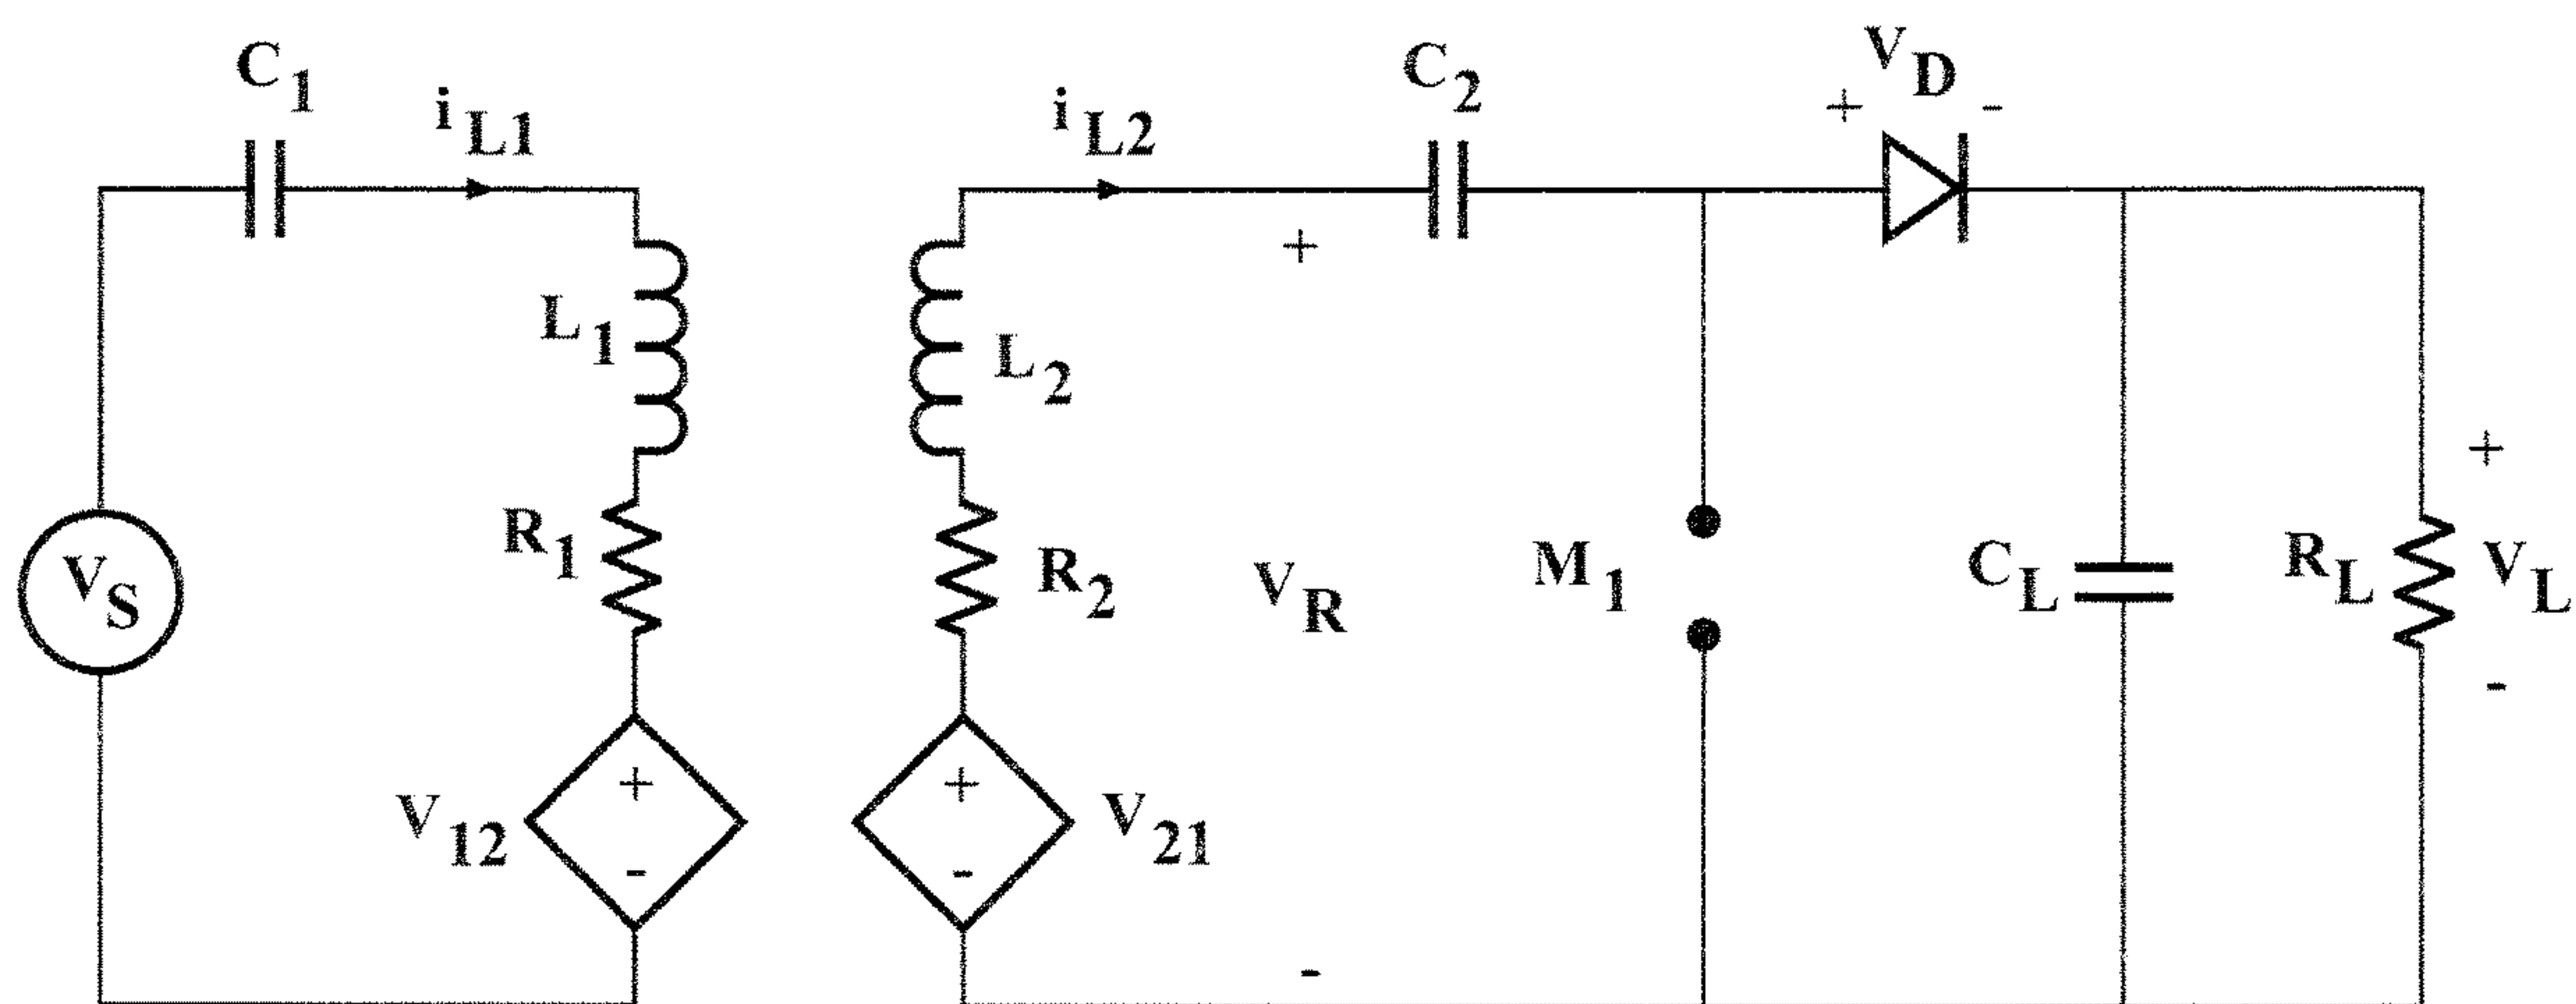 C1
iL1
iL2
C2
VD
+ -
+
L1
L2
+
R1
R2
VS
VR
M1
CL
RL
VL
-
+
+
V12
V21
-
-
-